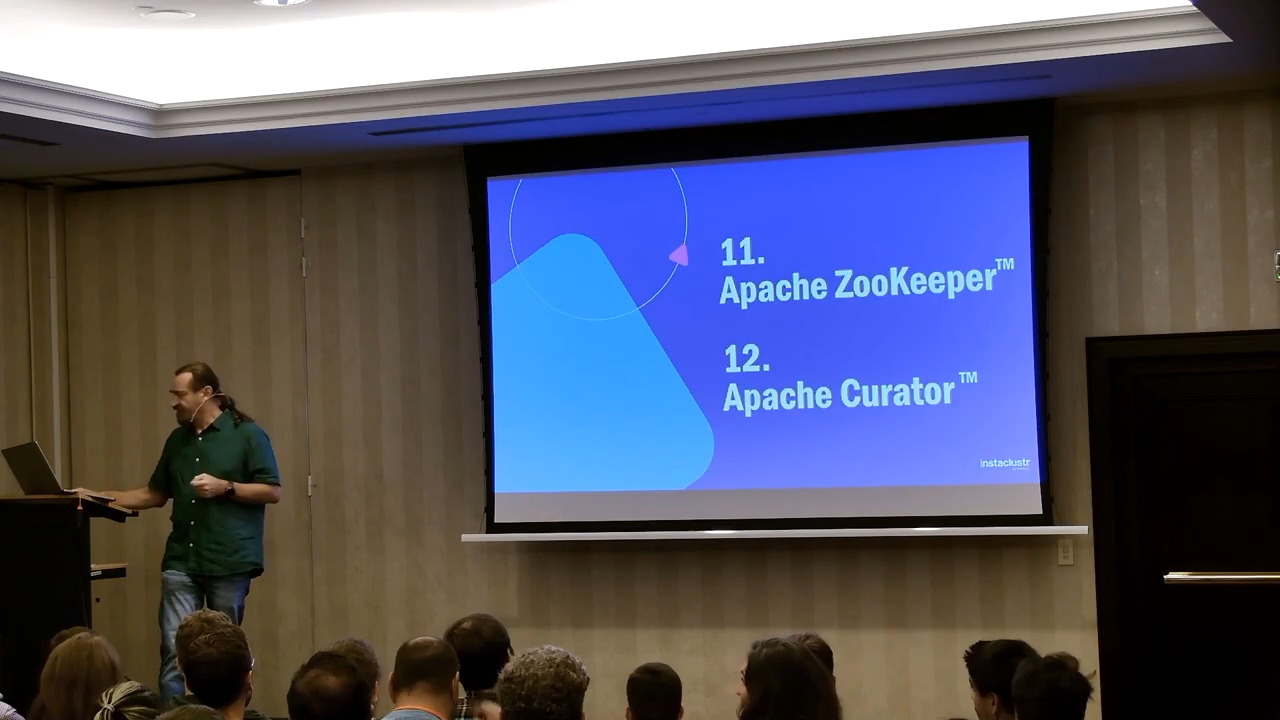 11.
Apache ZooKeeper™
12.
Apache Curator™
instaclustr